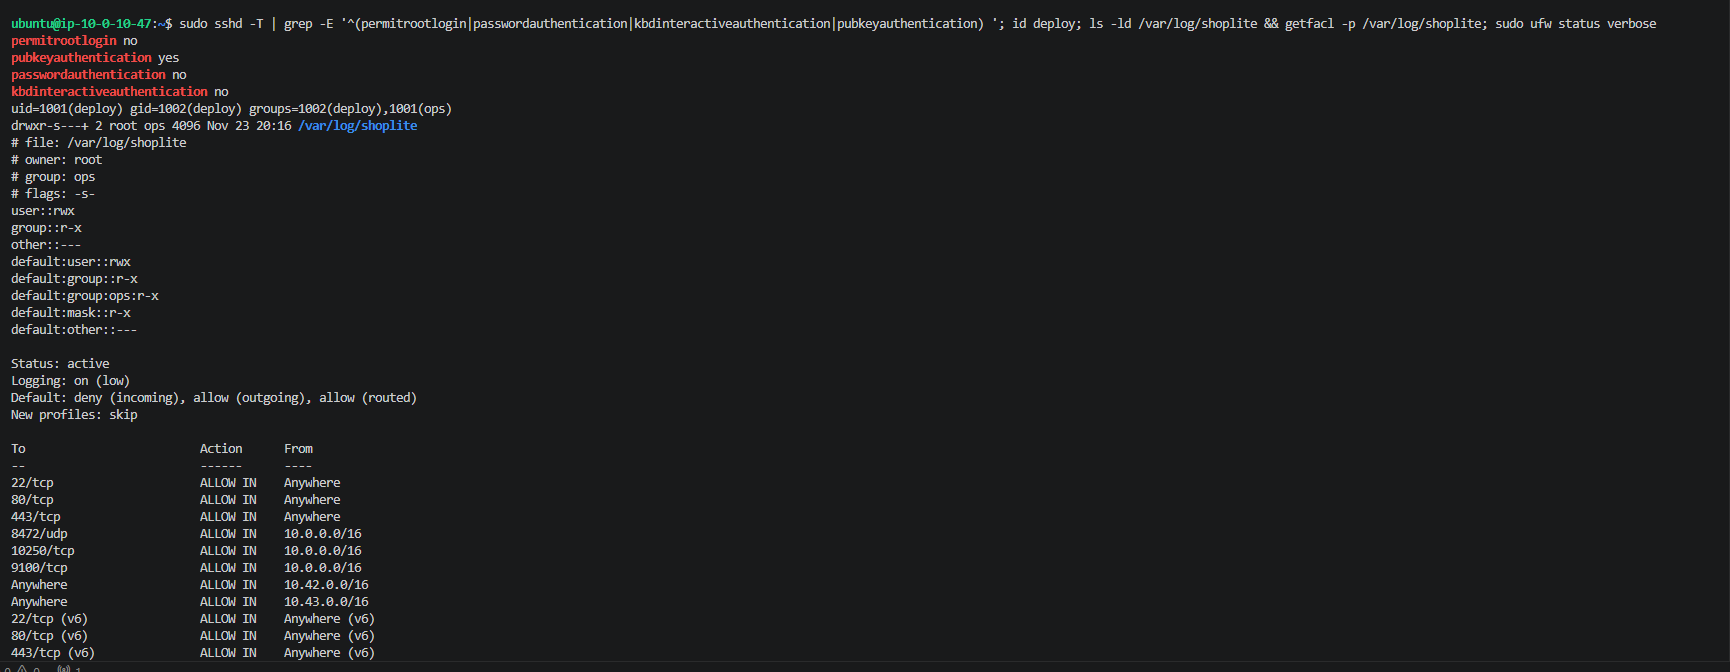 ubuntu@ip-10-0-10-47:~$ sudo sshd -T | grep -E '^(permitrootlogin|passwordauthentication|kbdinteractiveauthentication|pubkeyauthentication) '; id deploy; ls -ld /var/log/shoplite && getfacl -p /var/log/shoplite; sudo ufw status verbose
permitrootlogin no
pubkeyauthentication yes
passwordauthentication no
kbdinteractiveauthentication no
uid=1001(deploy) gid=1002(deploy) groups=1002(deploy),1001(ops)
drwxr-s---+ 2 root ops 4096 Nov 23 20:16 /var/log/shoplite
# file: /var/log/shoplite
# owner: root
# group: ops
# flags: -s-
user::rwx
group::r-x
other::---
default:user::rwx
default:group::r-x
default:group:ops:r-x
default:mask::r-x
default:other::---

Status: active
Logging: on (low)
Default: deny (incoming), allow (outgoing), allow (routed)
New profiles: skip

To                         Action      From
--                         ------      ----
22/tcp                     ALLOW IN    Anywhere
80/tcp                     ALLOW IN    Anywhere
443/tcp                    ALLOW IN    Anywhere
8472/udp                   ALLOW IN    10.0.0.0/16
10250/tcp                  ALLOW IN    10.0.0.0/16
9100/tcp                   ALLOW IN    10.0.0.0/16
Anywhere                   ALLOW IN    10.42.0.0/16
Anywhere                   ALLOW IN    10.43.0.0/16
22/tcp (v6)                ALLOW IN    Anywhere (v6)
80/tcp (v6)                ALLOW IN    Anywhere (v6)
443/tcp (v6)               ALLOW IN    Anywhere (v6)